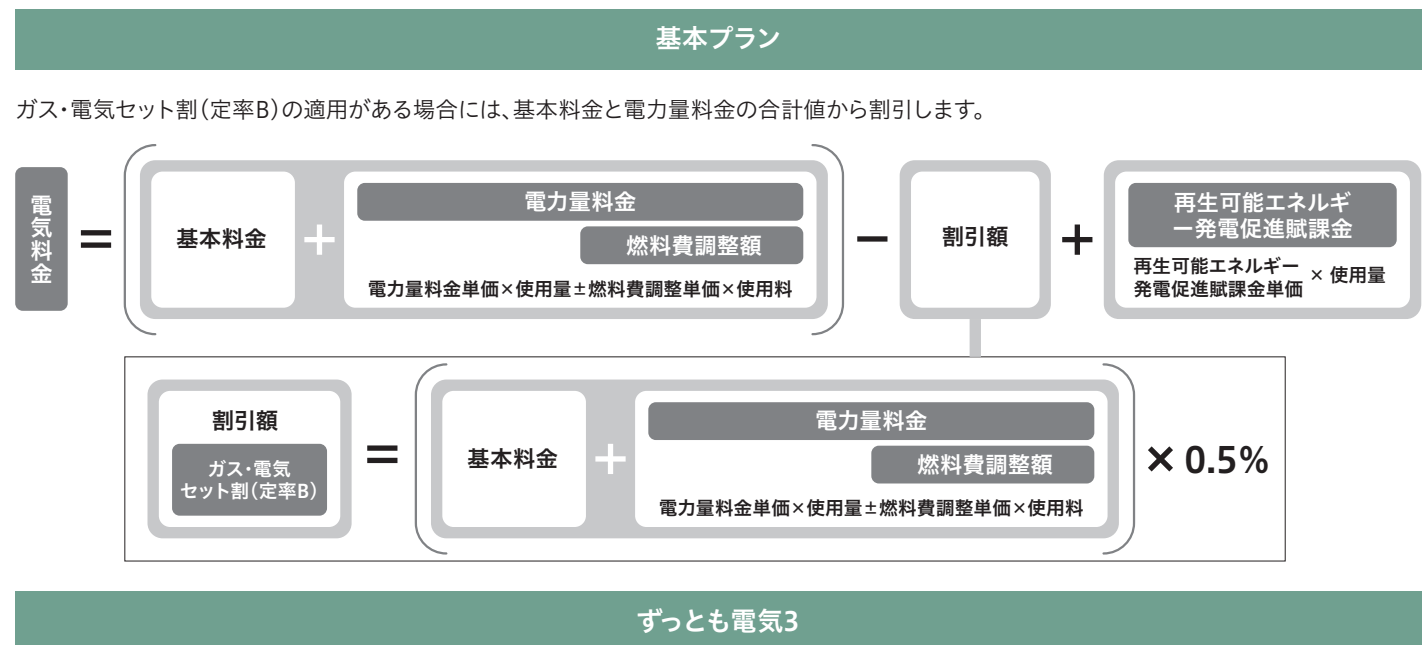 基本プラン
ガス・電気セット割（定率B）の適用がある場合には、基本料金と電力量料金の合計値から割引します。
電気料金
＝
基本料金
＋
電力量料金
燃料費調整額
電力量料金単価×使用量±燃料費調整単価×使用料
−
割引額
＋
再生可能エネルギ
ー発電促進賦課金
再生可能エネルギー
発電促進賦課金単価
× 使用量
割引額
ガス・電気
セット割（定率B）
＝
基本料金
＋
電力量料金
燃料費調整額
電力量料金単価×使用量±燃料費調整単価×使用料
× 0.5%
ずっとも電気3